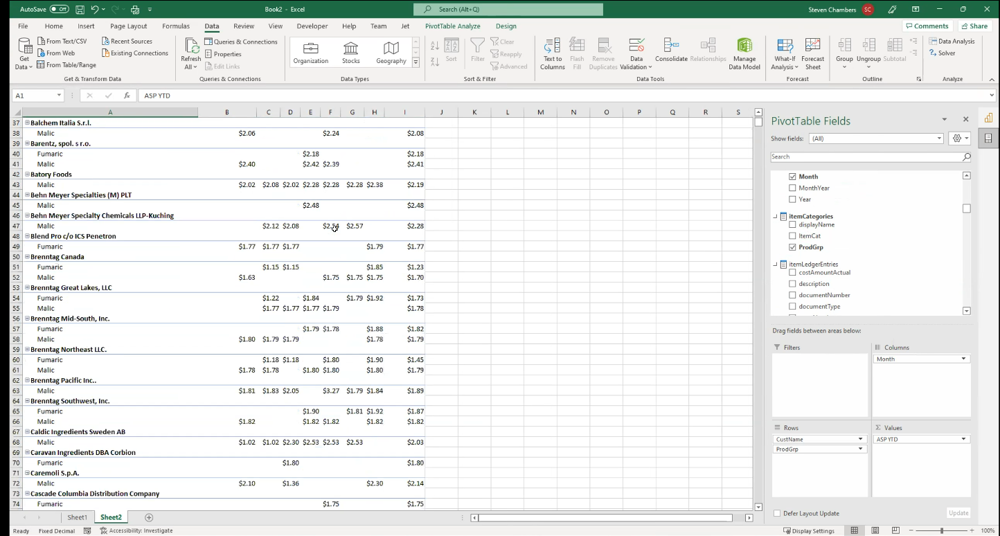 AutoSave Off Book2 - Excel Search (Alt+Q) Steven Chambers SC
File Home Insert Page Layout Formulas Data Review View Developer Help Team Jet PivotTable Analyze Design Comments Share
Get Data
From Text/CSV
From Web
From Table/Range
Recent Sources
Existing Connections
Get & Transform Data
Refresh All
Queries & Connections
Properties
Edit Links
Queries & Connections
Organization Stocks Geography
Data Types
Sort
Filter
Clear
Reapply
Advanced
Sort & Filter
Text to Columns
Flash Fill
Remove Duplicates
Data Validation
Consolidate
Relationships
Manage Data Model
Data Tools
What-If Analysis
Forecast Sheet
Forecast
Group
Ungroup
Subtotal
Outline
Data Analysis
Solver
Analyze
A1 fx ASP YTD
A B C D E F G H I J K L M N O P Q R S
37 Balchem Italia S.r.l.
38 Malic $2.06 $2.24 $2.08
39 Barentz, spol. s r.o.
40 Fumaric $2.18 $2.18
41 Malic $2.40 $2.42 $2.39 $2.41
42 Batory Foods
43 Malic $2.02 $2.08 $2.02 $2.28 $2.28 $2.28 $2.38 $2.19
44 Behn Meyer Specialties (M) PLT
45 Malic $2.48 $2.48
46 Behn Meyer Specialty Chemicals LLP-Kuching
47 Malic $2.12 $2.08 $2.54 $2.57 $2.28
48 Blend Pro c/o ICS Penetron
49 Fumaric $1.77 $1.77 $1.77 $1.79 $1.77
50 Brenntag Canada
51 Fumaric $1.15 $1.15 $1.85 $1.23
52 Malic $1.63 $1.75 $1.75 $1.75 $1.70
53 Brenntag Great Lakes, LLC
54 Fumaric $1.22 $1.84 $1.79 $1.92 $1.73
55 Malic $1.77 $1.77 $1.77 $1.79 $1.78
56 Brenntag Mid-South, Inc.
57 Fumaric $1.79 $1.78 $1.88 $1.82
58 Malic $1.80 $1.79 $1.79 $1.78 $1.79
59 Brenntag Northeast LLC.
60 Fumaric $1.18 $1.18 $1.80 $1.90 $1.45
61 Malic $1.78 $1.78 $1.80 $1.80 $1.80 $1.79
62 Brenntag Pacific Inc..
63 Malic $1.81 $1.83 $2.05 $3.27 $1.79 $1.84 $1.89
64 Brenntag Southwest, Inc.
65 Fumaric $1.90 $1.81 $1.92 $1.87
66 Malic $1.82 $1.82 $1.82 $1.82 $1.82
67 Caldic Ingredients Sweden AB
68 Malic $1.02 $1.02 $2.30 $2.53 $2.53 $2.53 $2.03
69 Caravan Ingredients DBA Corbion
70 Fumaric $1.80 $1.80
71 Caremoli S.p.A.
72 Malic $2.10 $1.36 $2.30 $2.14
73 Cascade Columbia Distribution Company
74 Fumaric $1.75 $1.75
PivotTable Fields
Show fields: (All)
Search
Month
MonthYear
Year
itemCategories
displayName
ItemCat
ProdGrp
itemLedgerEntries
costAmountActual
description
documentNumber
documentType
Drag fields between areas below:
Filters
Columns
Month
Rows
CustName
ProdGrp
Σ Values
ASP YTD
Defer Layout Update Update
Sheet1 Sheet2
Ready Fixed Decimal Accessibility: Investigate Display Settings 100%